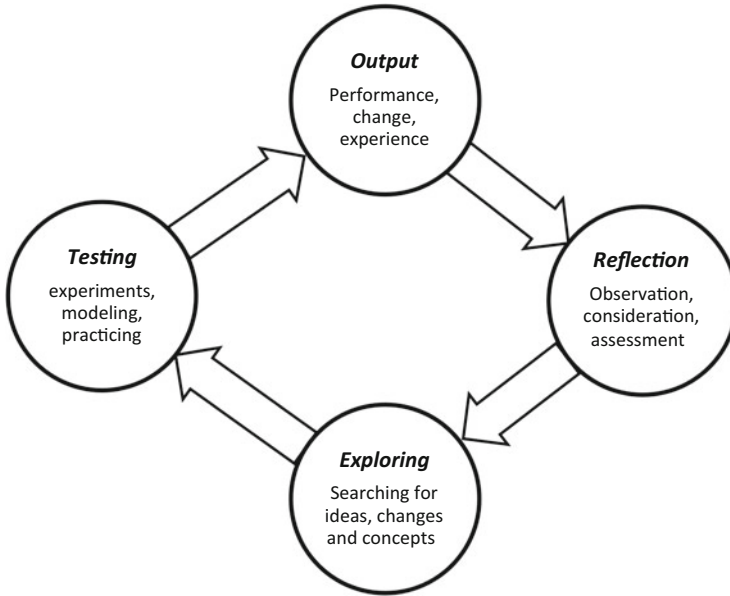 Output
Performance,
change,
experience
Testing
experiments,
modeling,
practicing
Reflection
Observation,
consideration,
assessment
Exploring
Searching for
ideas, changes
and concepts